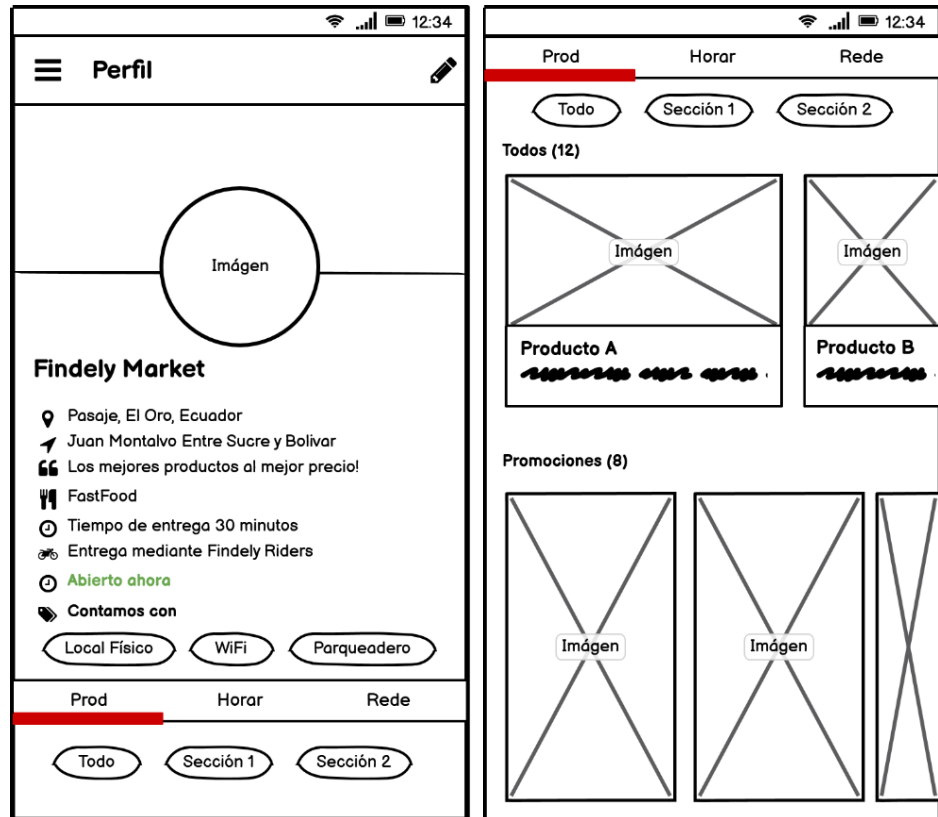 12:34
Perfil
Imágen
Findely Market
Pasaje, El Oro, Ecuador
Juan Montalvo Entre Sucre y Bolivar
Los mejores productos al mejor precio!
FastFood
Tiempo de entrega 30 minutos
Entrega mediante Findely Riders
Abierto ahora
Contamos con
Local Físico WiFi Parqueadero
Prod Horar Rede
Todo Sección 1 Sección 2
12:34
Prod Horar Rede
Todo Sección 1 Sección 2
Todos (12)
Imágen Imágen
Producto A Producto B
Promociones (8)
Imágen Imágen